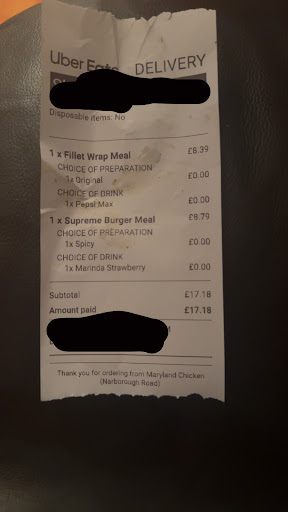 Uber Eats DELIVERY
Disposable items: No
1 x Fillet Wrap Meal £8.39
CHOICE OF PREPARATION
1x Original £0.00
CHOICE OF DRINK
1x Pepsi Max £0.00
1 x Supreme Burger Meal £8.79
CHOICE OF PREPARATION
1x Spicy £0.00
CHOICE OF DRINK
1x Marinda Strawberry £0.00
Subtotal £17.18
Amount paid £17.18
Thank you for ordering from Maryland Chicken
(Narborough Road)